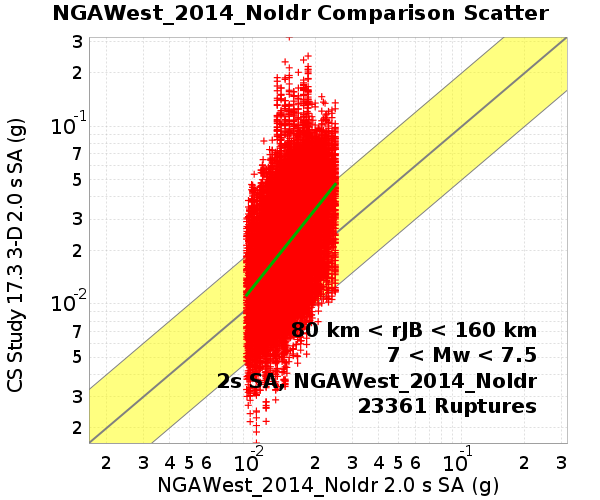 NGAWest_2014_NoIdr Comparison Scatter
CS Study 17.3 3-D 2.0 s SA (g)
3
2
10⁻¹
7
5
3
2
10⁻²
7
5
3
2
80 km < rJB < 160 km
7 < Mw < 7.5
2s SA, NGAWest_2014_NoIdr
23361 Ruptures
2 3 4 5 6 10⁻² 2 3 4 5 6 10⁻¹ 2 3
NGAWest_2014_NoIdr 2.0 s SA (g)